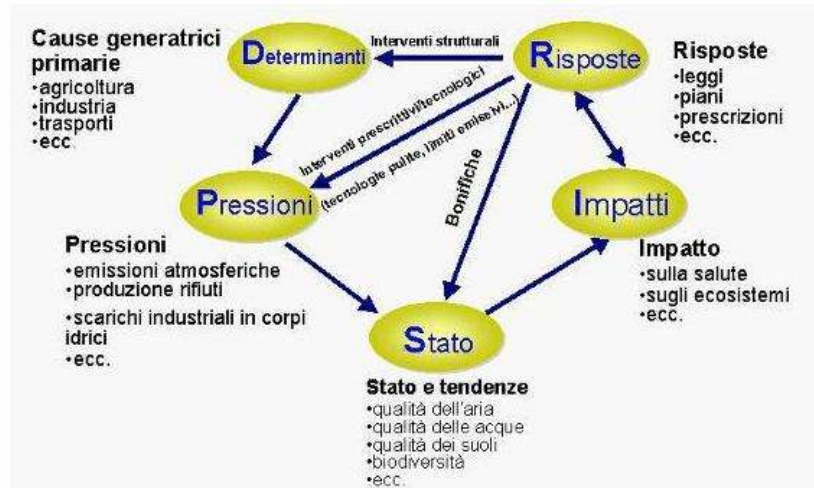 Cause generatrici
primarie
•agricoltura
•industria
•trasporti
•ecc.
Determinanti
Interventi strutturali
Risposte
Risposte
•leggi
•piani
•prescrizioni
•ecc.
Interventi prescrittivi/tecnologici
(tecnologie pulite, limiti emissivi...)
Bonifiche
Pressioni
Pressioni
•emissioni atmosferiche
•produzione rifiuti
•scarichi industriali in corpi
idrici
•ecc.
Impatti
Impatto
•sulla salute
•sugli ecosistemi
•ecc.
Stato
Stato e tendenze
•qualità dell'aria
•qualità delle acque
•qualità dei suoli
•biodiversità
•ecc.